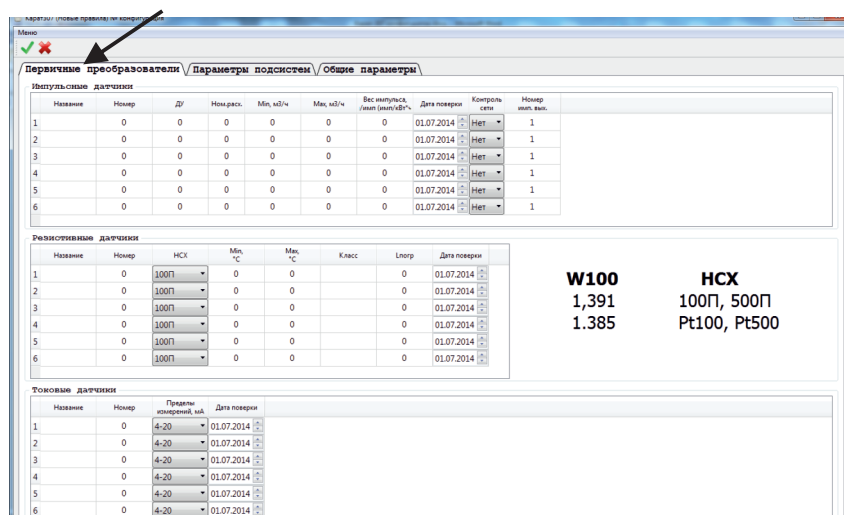 Карат307 (Новые правила) № конфигурация
Меню
Первичные преобразователи Параметры подсистем Общие параметры
Импульсные датчики
Название Номер ДУ Ном.расх. Min, м3/ч Max, м3/ч Вес импульса, /имп (имп/кВт*ч Дата поверки Контроль сети Номер имп. вых.
1 0 0 0 0 0 0 01.07.2014 Нет 1
2 0 0 0 0 0 0 01.07.2014 Нет 1
3 0 0 0 0 0 0 01.07.2014 Нет 1
4 0 0 0 0 0 0 01.07.2014 Нет 1
5 0 0 0 0 0 0 01.07.2014 Нет 1
6 0 0 0 0 0 0 01.07.2014 Нет 1
Резистивные датчики
Название Номер НСХ Min, °C Max, °C Класс Lпогр Дата поверки
1 0 100П 0 0 0 01.07.2014
2 0 100П 0 0 0 01.07.2014
3 0 100П 0 0 0 01.07.2014
4 0 100П 0 0 0 01.07.2014
5 0 100П 0 0 0 01.07.2014
6 0 100П 0 0 0 01.07.2014
W100 НСХ
1,391 100П, 500П
1.385 Pt100, Pt500
Токовые датчики
Название Номер Пределы измерений, мА Дата поверки
1 0 4-20 01.07.2014
2 0 4-20 01.07.2014
3 0 4-20 01.07.2014
4 0 4-20 01.07.2014
5 0 4-20 01.07.2014
6 0 4-20 01.07.2014